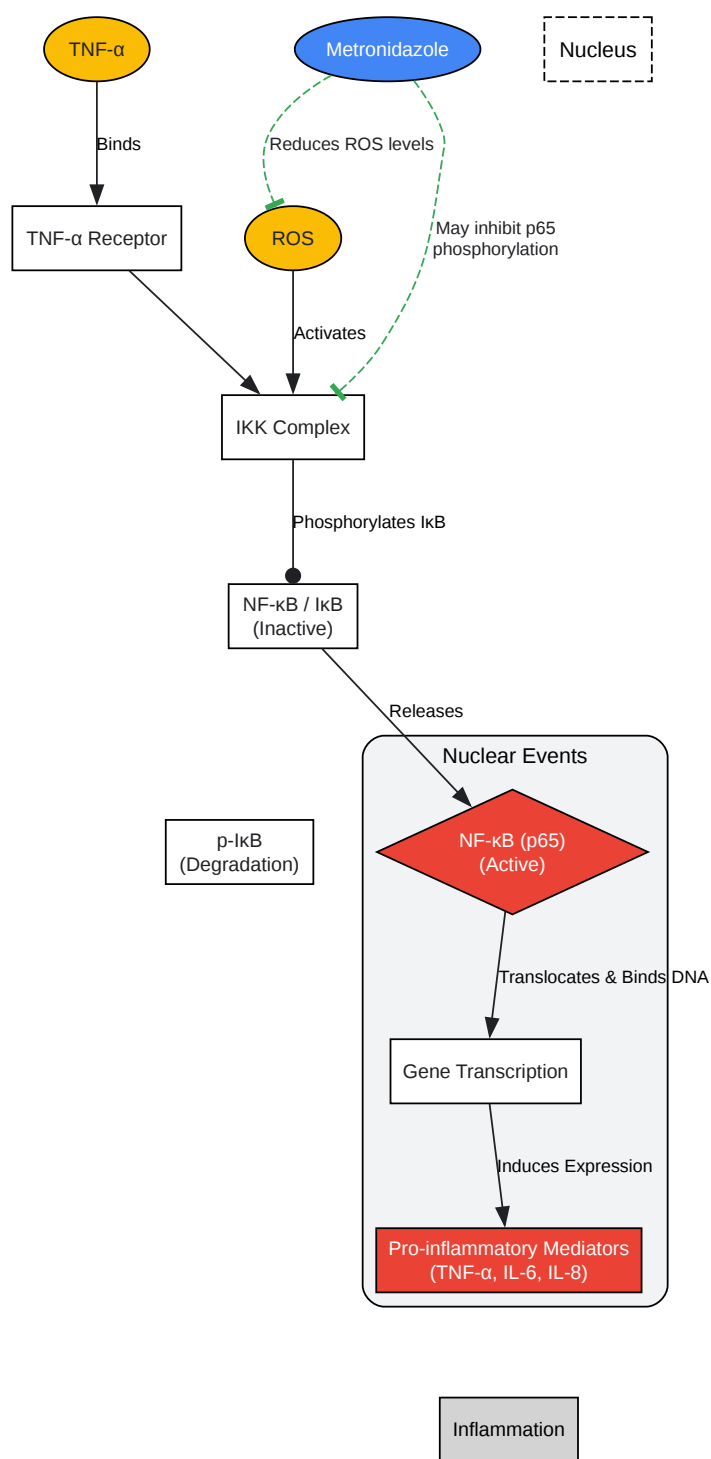 TNF-α
Metronidazole
Nucleus
Binds
Reduces ROS levels
TNF-α Receptor
ROS
May inhibit p65
phosphorylation
Activates
IKK Complex
Phosphorylates IκB
NF-κB / IκB
(Inactive)
Releases
Nuclear Events
p-IκB
(Degradation)
NF-κB (p65)
(Active)
Translocates & Binds DNA
Gene Transcription
Induces Expression
Pro-inflammatory Mediators
(TNF-α, IL-6, IL-8)
Inflammation